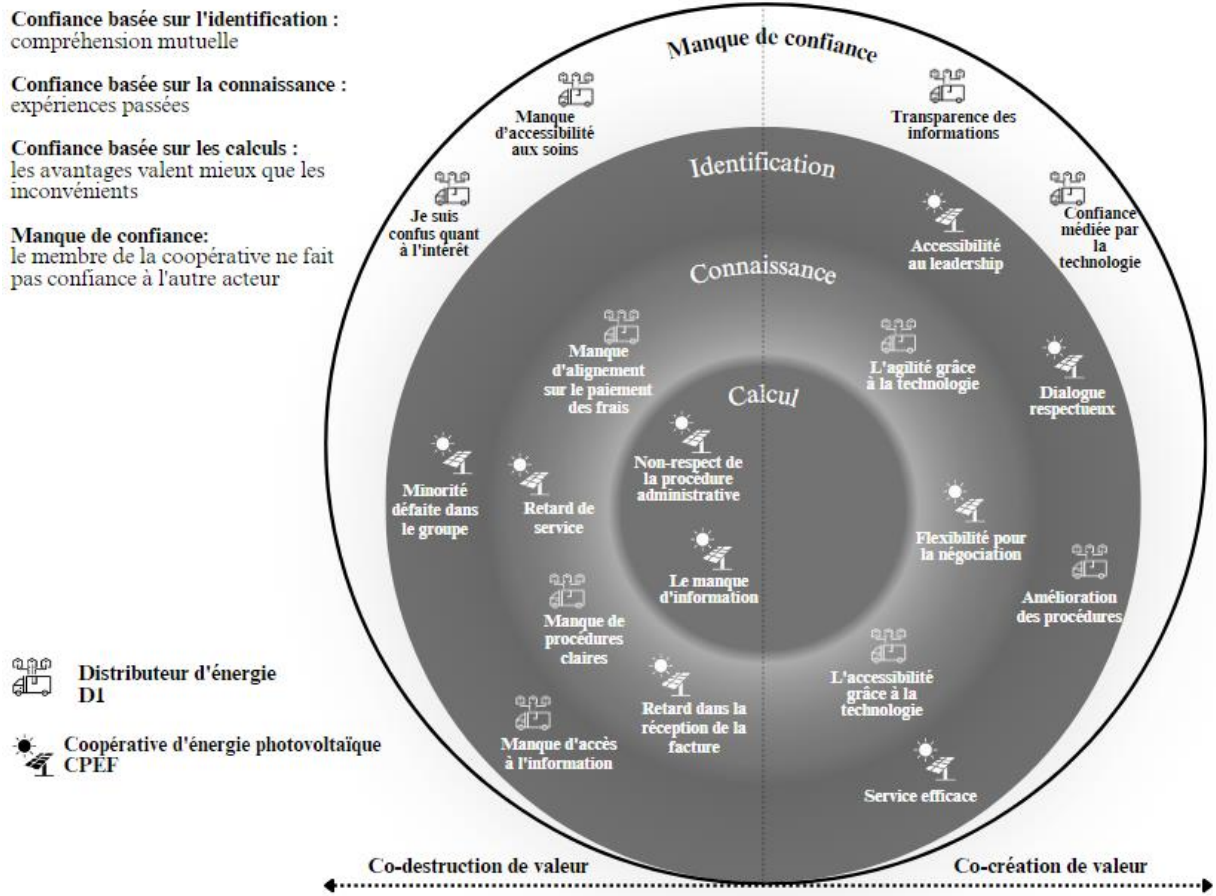 Confiance basée sur l'identification :
compréhension mutuelle
Confiance basée sur la connaissance :
expériences passées
Confiance basée sur les calculs :
les avantages valent mieux que les
inconvénients
Manque de confiance:
le membre de la coopérative ne fait
pas confiance à l'autre acteur
Manque de confiance
Manque
d'accessibilité
aux soins
Transparence des
informations
Identification
Je suis
confus quant
à l'intérêt
Confiance
médiée par
la
technologie
Accessibilité
au leadership
Connaissance
Manque
d'alignement
sur le paiement
des frais
L'agilité grâce
à la technologie
Dialogue
respectueux
Calcul
Non-respect de
la procédure
administrative
Minorité
défaite dans
le groupe
Retard de
service
Flexibilité pour
la négociation
Le manque
d'information
Amélioration
des procédures
Manque de
procédures
claires
L'accessibilité
grâce à la
technologie
Retard dans la
réception de la
facture
Manque d'accès
à l'information
Service efficace
Distributeur d'énergie
D1
Coopérative d'énergie photovoltaïque
CPEF
Co-destruction de valeur
Co-création de valeur